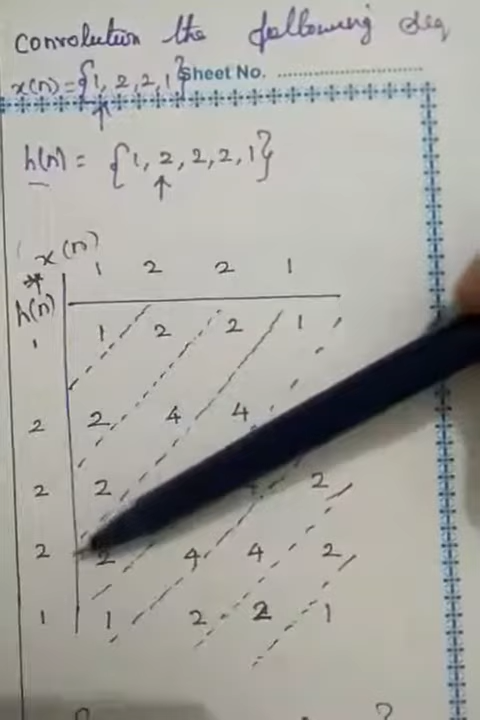 convolution the following seq
x(n)={1, 2, 2, 1}
Sheet No. ........................
↑
h(n) = {1, 2, 2, 2, 1}
↑
x(n)
* 1 2 2 1
h(n)
1 1 2 2 1
2 2 4 4
2 2 4 2
2 2 4 4 2
1 1 2 2 1